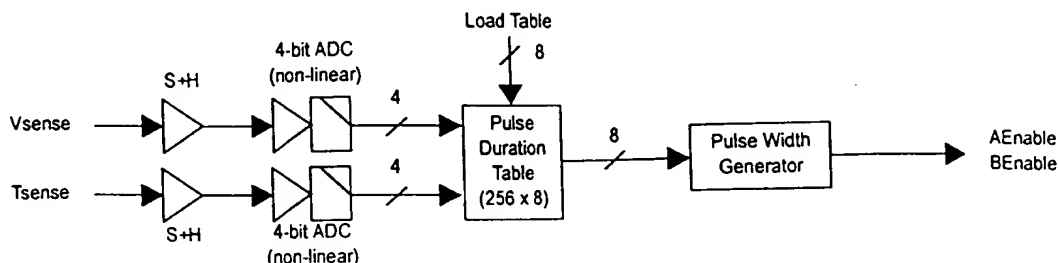 Load Table
8
4-bit ADC
(non-linear)
S+H
4
Vsense
Pulse
Duration
Table
(256 x 8)
8
Pulse Width
Generator
AEnable
BEnable
Tsense
4
S+H
4-bit ADC
(non-linear)